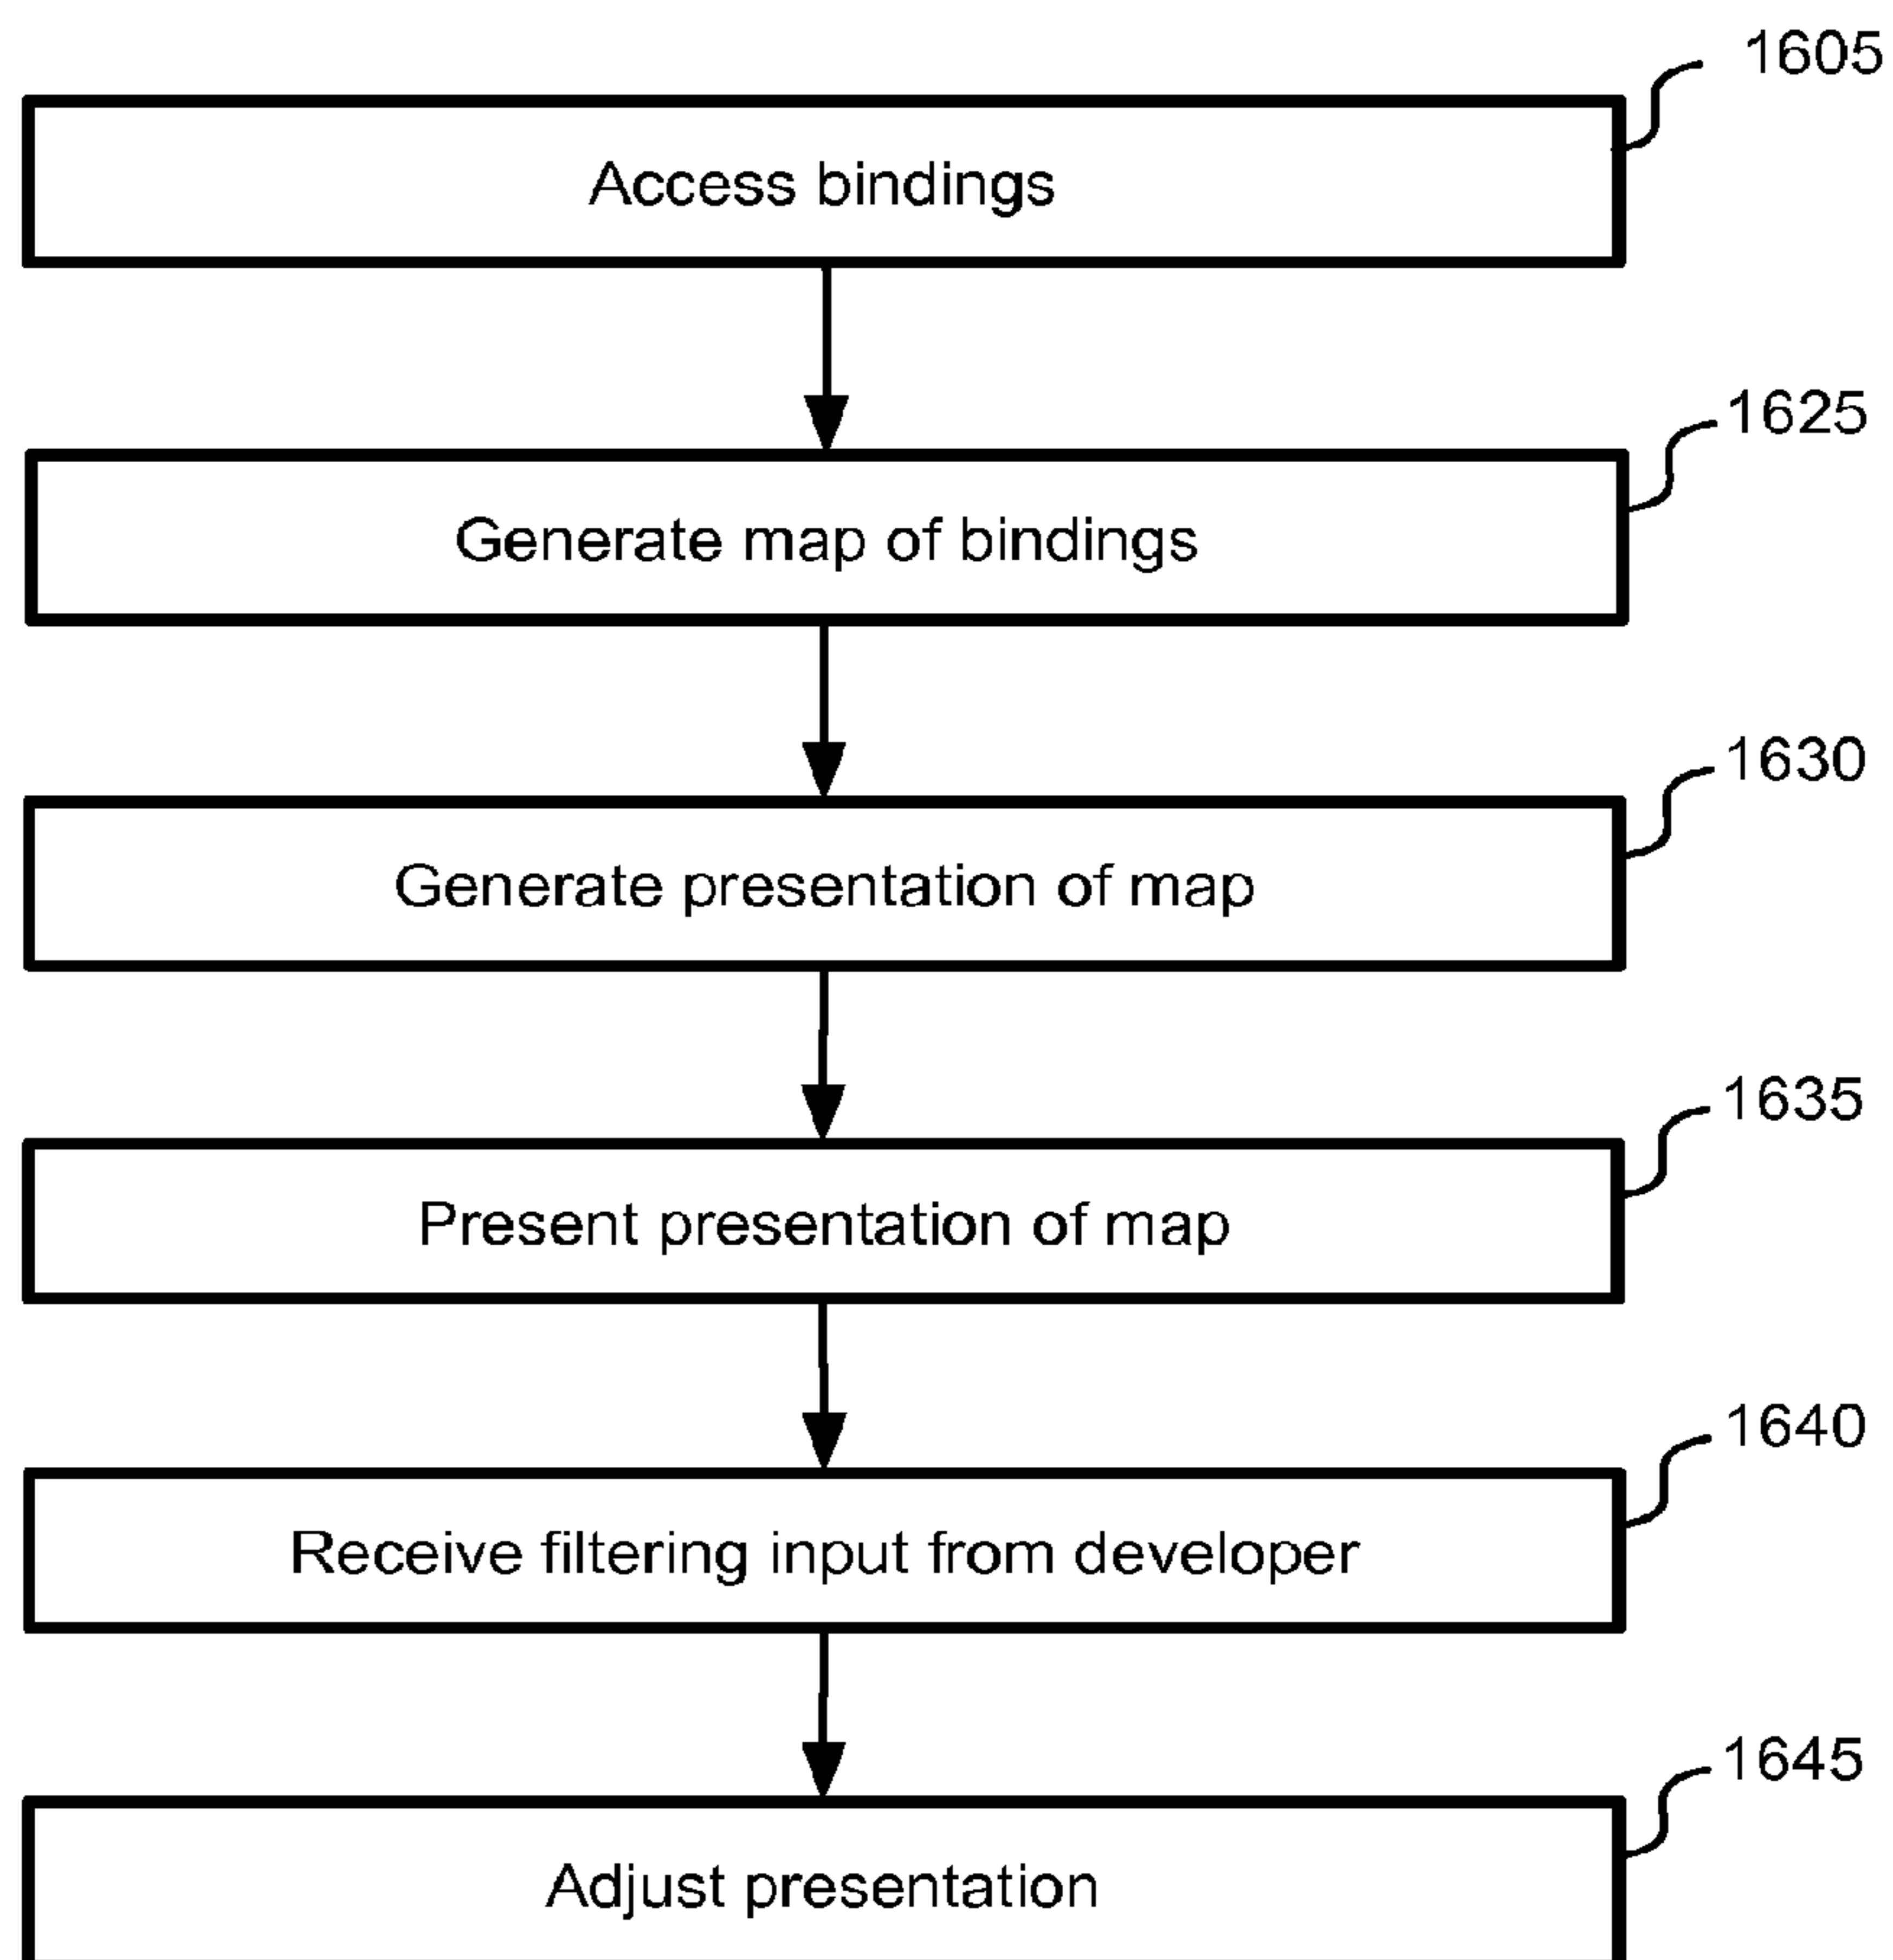 1605
Access bindings
1625
Generate map of bindings
1630
Generate presentation of map
1635
Present presentation of map
1640
Receive filtering input from developer
1645
Adjust presentation